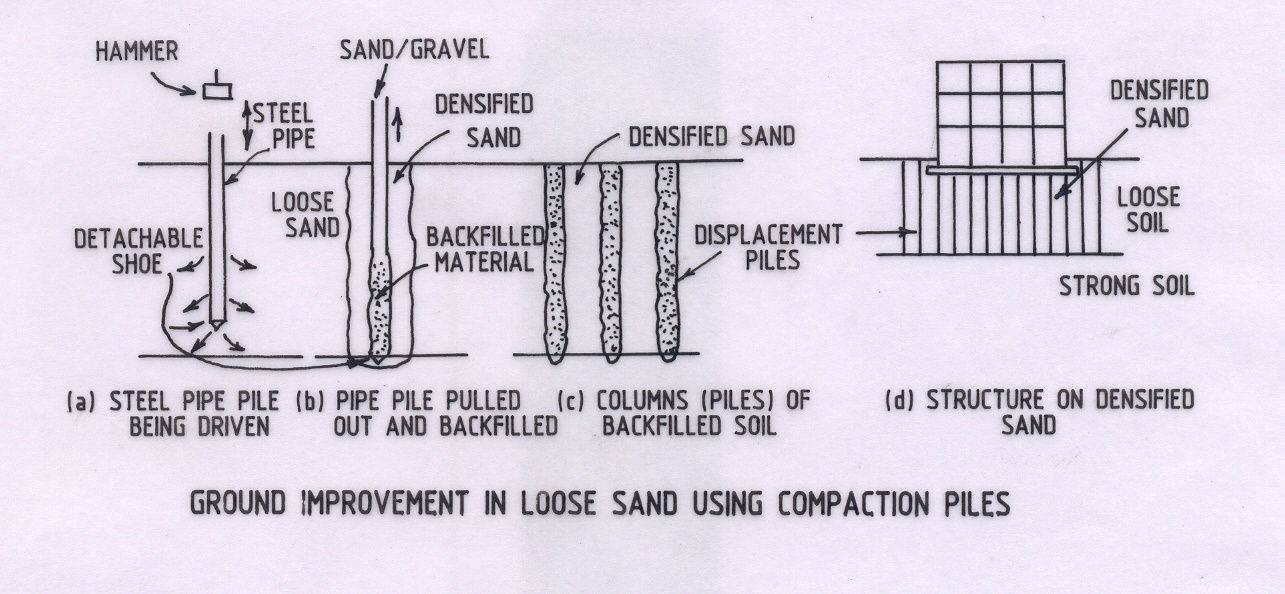 HAMMER
STEEL
PIPE
DETACHABLE
SHOE
SAND/GRAVEL
DENSIFIED
SAND
LOOSE
SAND
BACKFILLED
MATERIAL
DENSIFIED SAND
DISPLACEMENT
PILES
DENSIFIED
SAND
LOOSE
SOIL
STRONG SOIL
(a) STEEL PIPE PILE
BEING DRIVEN
(b) PIPE PILE PULLED
OUT AND BACKFILLED
(c) COLUMNS (PILES) OF
BACKFILLED SOIL
(d) STRUCTURE ON DENSIFIED
SAND
GROUND IMPROVEMENT IN LOOSE SAND USING COMPACTION PILES